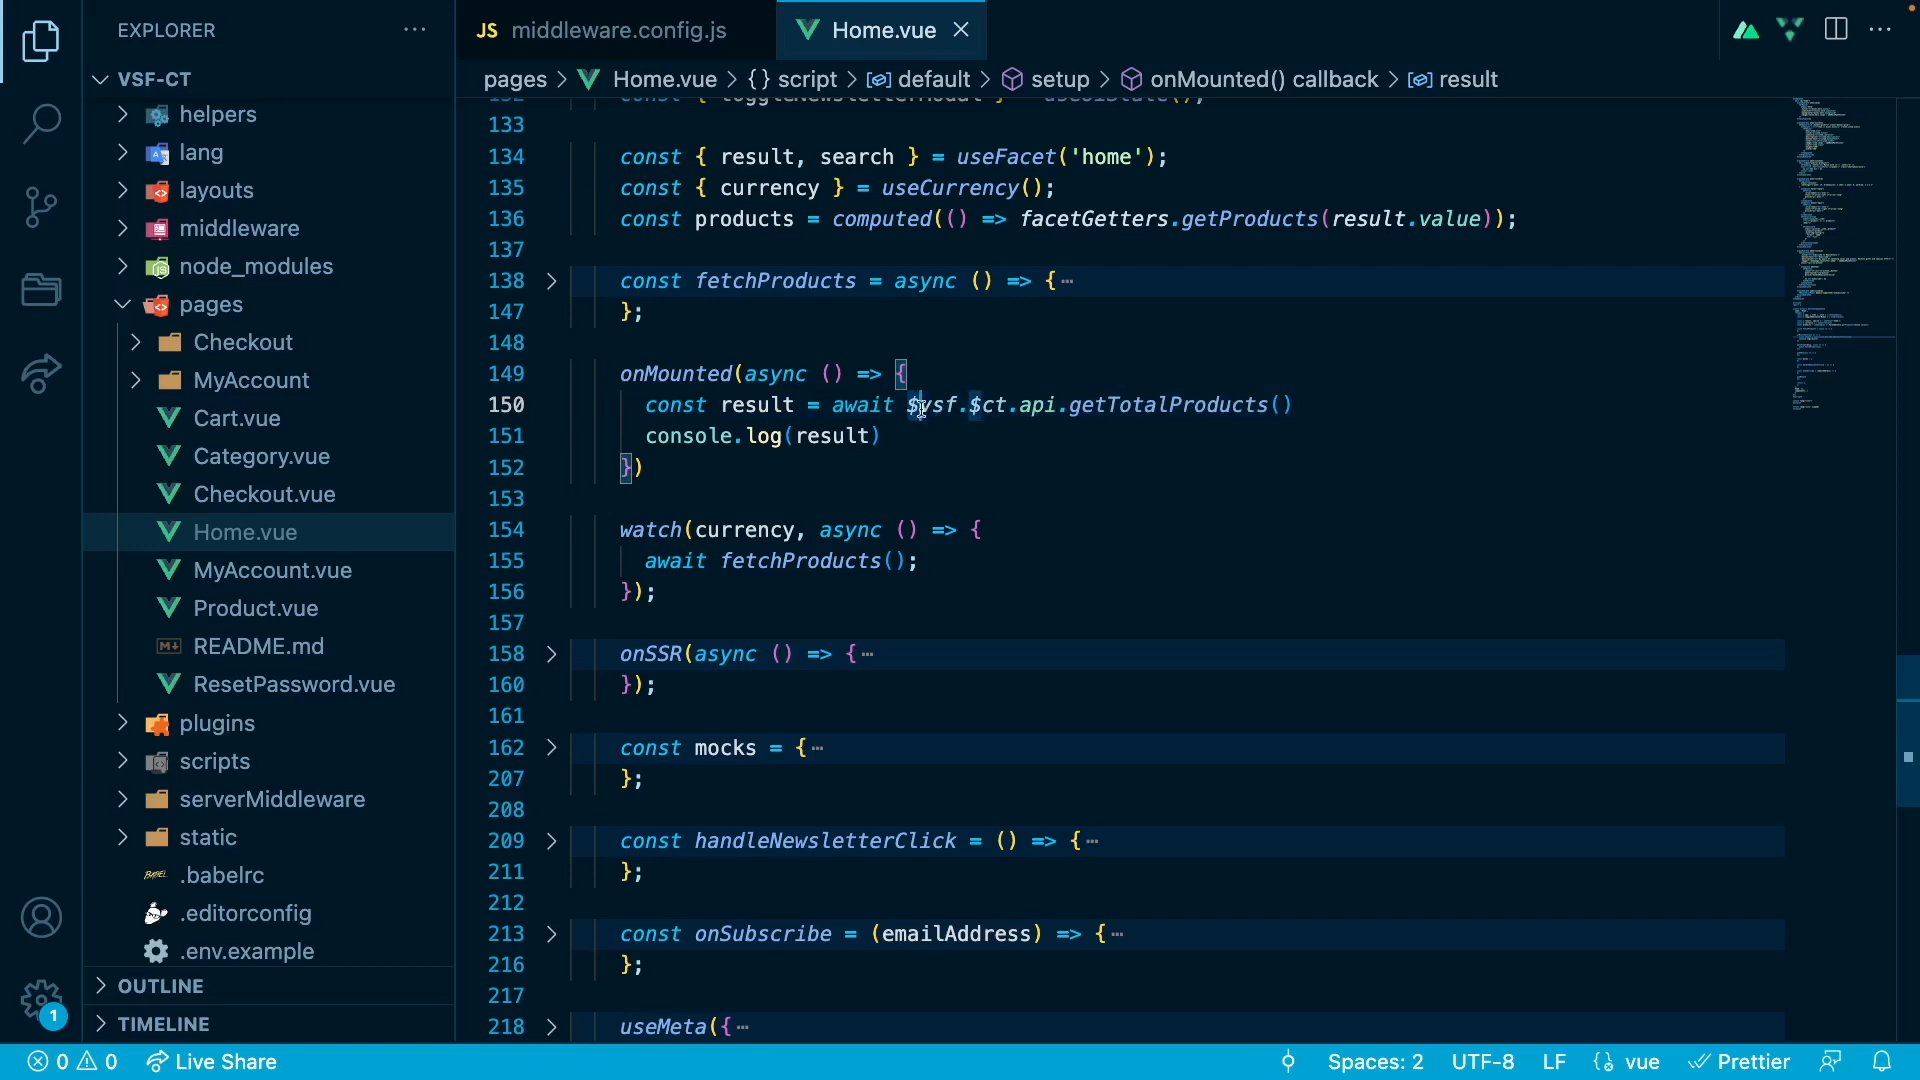 EXPLORER
JS middleware.config.js
Home.vue
VSF-CT
pages > Home.vue > {} script > default > setup > onMounted() callback > result
helpers
lang
layouts
middleware
node_modules
pages
Checkout
MyAccount
Cart.vue
Category.vue
Checkout.vue
Home.vue
MyAccount.vue
Product.vue
README.md
ResetPassword.vue
plugins
scripts
serverMiddleware
static
BABEL .babelrc
.editorconfig
.env.example
OUTLINE
TIMELINE
133
134 const { result, search } = useFacet('home');
135 const { currency } = useCurrency();
136 const products = computed(() => facetGetters.getProducts(result.value));
137
138 const fetchProducts = async () => {⋯
147 };
148
149 onMounted(async () => {
150 const result = await $vsf.$ct.api.getTotalProducts()
151 console.log(result)
152 })
153
154 watch(currency, async () => {
155 await fetchProducts();
156 });
157
158 onSSR(async () => {⋯
160 });
161
162 const mocks = {⋯
207 };
208
209 const handleNewsletterClick = () => {⋯
211 };
212
213 const onSubscribe = (emailAddress) => {⋯
216 };
217
218 useMeta({⋯
1
0 0 Live Share
Spaces: 2 UTF-8 LF {} vue Prettier